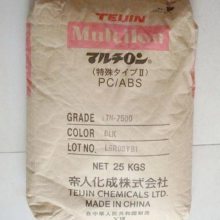 TEIJIN
Multilon
マルチロン®
(特殊タイプⅡ)
PC/ABS
GRADE TN-7500
COLOR BLK
LOT NO.
NET 25 KGS
帝人化成株式会社
TEIJIN CHEMICALS LTD.
MADE IN CHINA